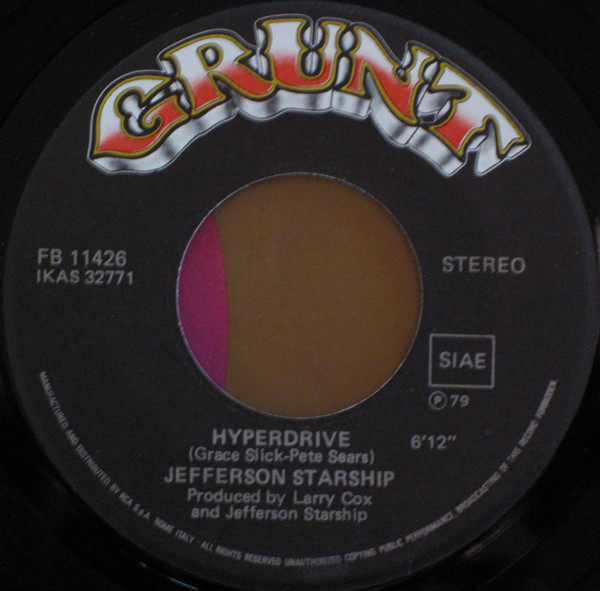 GRUNT
FB 11426
IKAS 32771
STEREO
SIAE
Ⓟ 79
HYPERDRIVE
6'12"
(Grace Slick-Pete Sears)
JEFFERSON STARSHIP
Produced by Larry Cox
and Jefferson Starship
MANUFACTURED AND DISTRIBUTED BY RCA S.p.A. ROME ITALY - ALL RIGHTS RESERVED UNAUTHORIZED COPYING PUBLIC PERFORMANCE, BROADCASTING OF THIS RECORD FORBIDDEN